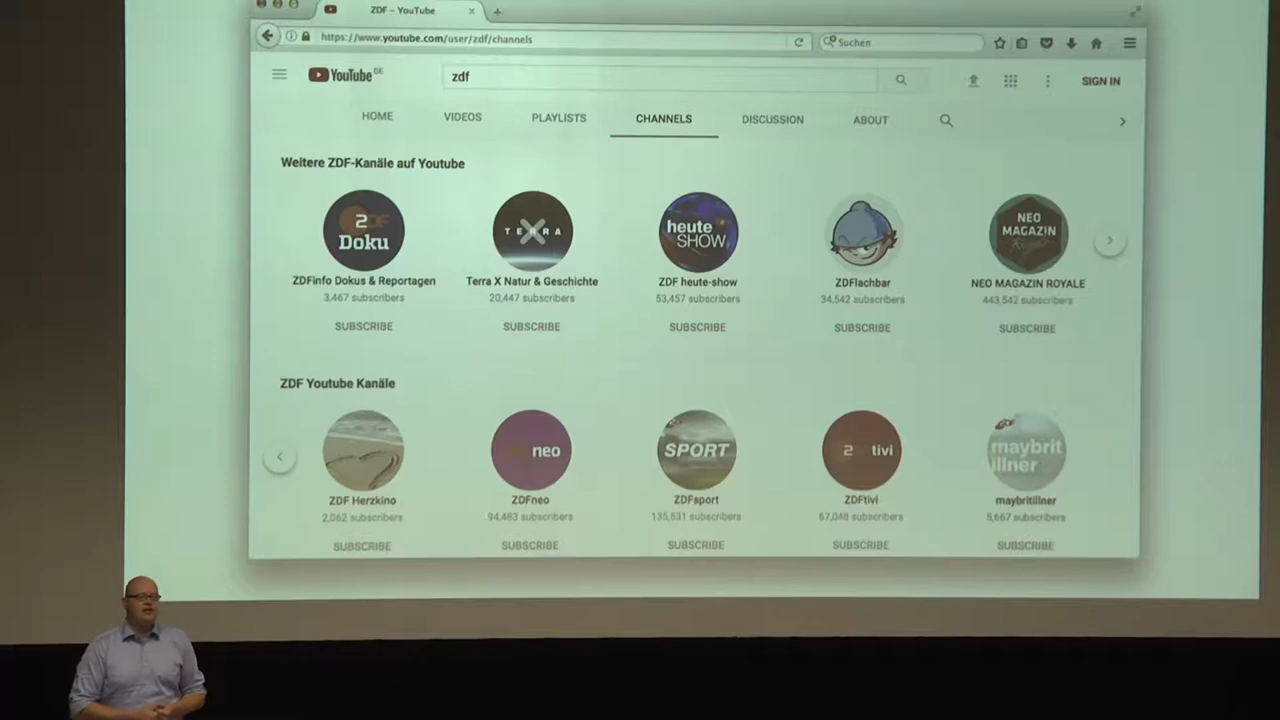 ZDF – YouTube
https://www.youtube.com/user/zdf/channels
Suchen
YouTube DE
zdf
SIGN IN
HOME VIDEOS PLAYLISTS CHANNELS DISCUSSION ABOUT
Weitere ZDF-Kanäle auf Youtube
2DF
Doku
TERRA X
heute
SHOW
NEO
MAGAZIN
Royale
ZDFinfo Dokus & Reportagen Terra X Natur & Geschichte ZDF heute-show ZDFlachbar NEO MAGAZIN ROYALE
3,467 subscribers 20,447 subscribers 53,457 subscribers 34,542 subscribers 443,542 subscribers
SUBSCRIBE SUBSCRIBE SUBSCRIBE SUBSCRIBE SUBSCRIBE
ZDF Youtube Kanäle
neo
SPORT
2 tivi
maybrit
illner
ZDF Herzkino ZDFneo ZDFsport ZDFtivi maybritillner
2,062 subscribers 94,483 subscribers 135,531 subscribers 67,048 subscribers 5,667 subscribers
SUBSCRIBE SUBSCRIBE SUBSCRIBE SUBSCRIBE SUBSCRIBE